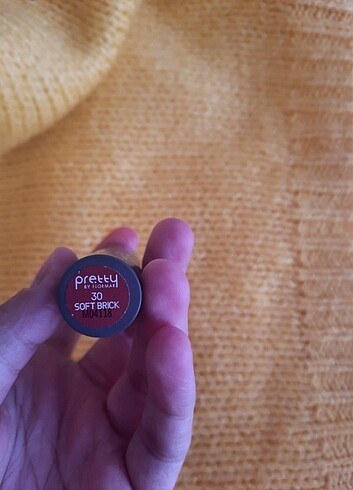 pretty
BY FLORMAR
30
SOFT BRICK
M04118